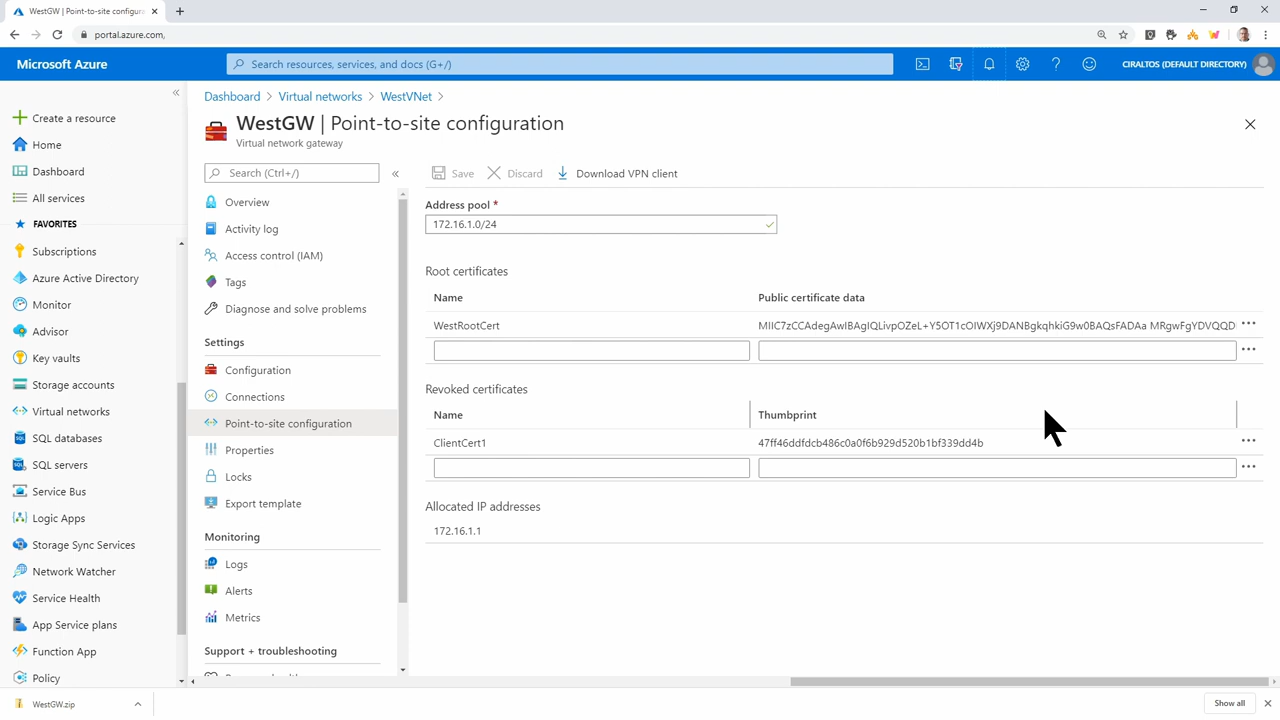 WestGW | Point-to-site configura
portal.azure.com,
Microsoft Azure
Search resources, services, and docs (G+/)
CIRALTOS (DEFAULT DIRECTORY)
Create a resource
Home
Dashboard
All services
FAVORITES
Subscriptions
Azure Active Directory
Monitor
Advisor
Key vaults
Storage accounts
Virtual networks
SQL databases
SQL servers
Service Bus
Logic Apps
Storage Sync Services
Network Watcher
Service Health
App Service plans
Function App
Policy
Dashboard > Virtual networks > WestVNet >
WestGW | Point-to-site configuration
Virtual network gateway
Search (Ctrl+/)
Overview
Activity log
Access control (IAM)
Tags
Diagnose and solve problems
Settings
Configuration
Connections
Point-to-site configuration
Properties
Locks
Export template
Monitoring
Logs
Alerts
Metrics
Support + troubleshooting
Save Discard Download VPN client
Address pool *
172.16.1.0/24
Root certificates
Name Public certificate data
WestRootCert MIIC7zCCAdegAwIBAgIQLivpOZeL+Y5OT1cOIWXj9DANBgkqhkiG9w0BAQsFADAa MRgwFgYDVQQD
Revoked certificates
Name Thumbprint
ClientCert1 47ff46ddfdcb486c0a0f6b929d520b1bf339dd4b
Allocated IP addresses
172.16.1.1
WestGW.zip
Show all